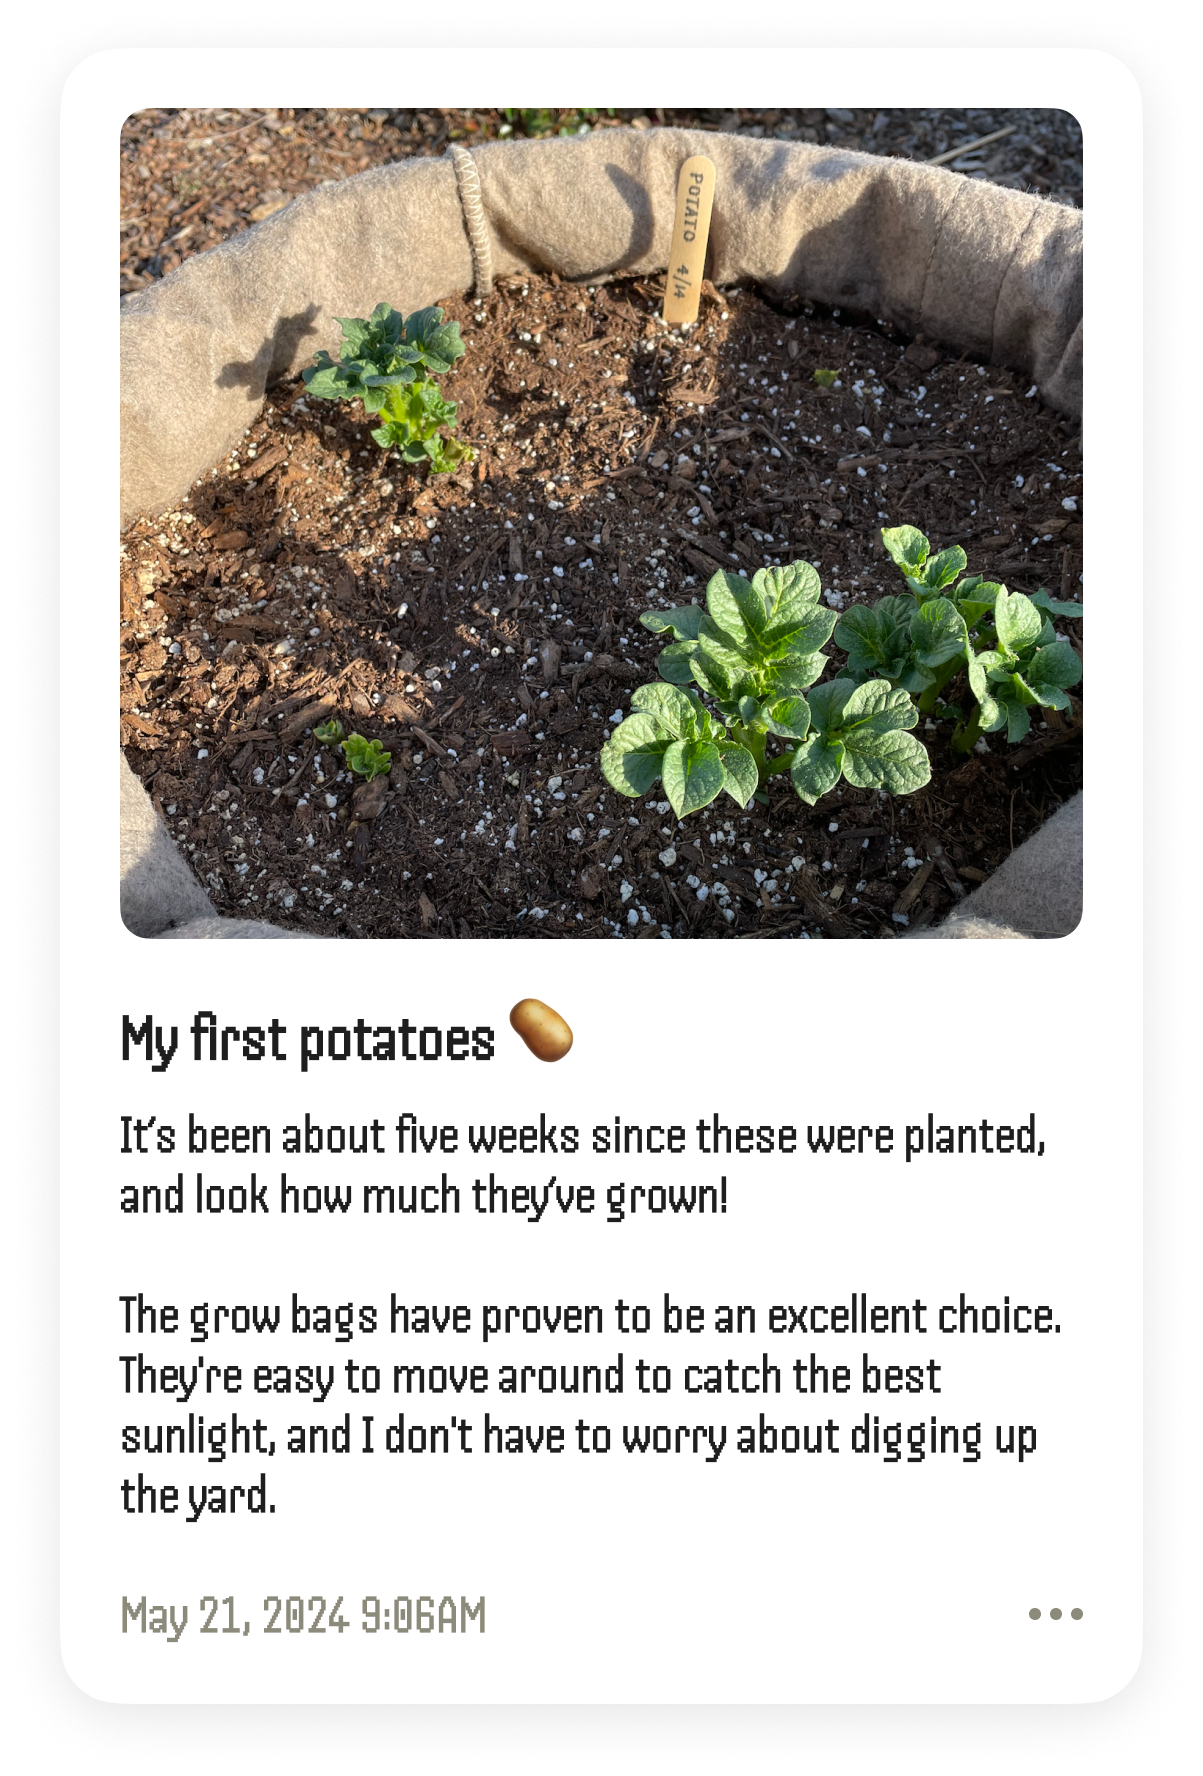 POTATO 4/14
My first potatoes 🥔
It’s been about five weeks since these were planted,
and look how much they’ve grown!
The grow bags have proven to be an excellent choice.
They're easy to move around to catch the best
sunlight, and I don't have to worry about digging up
the yard.
May 21, 2024 9:06AM